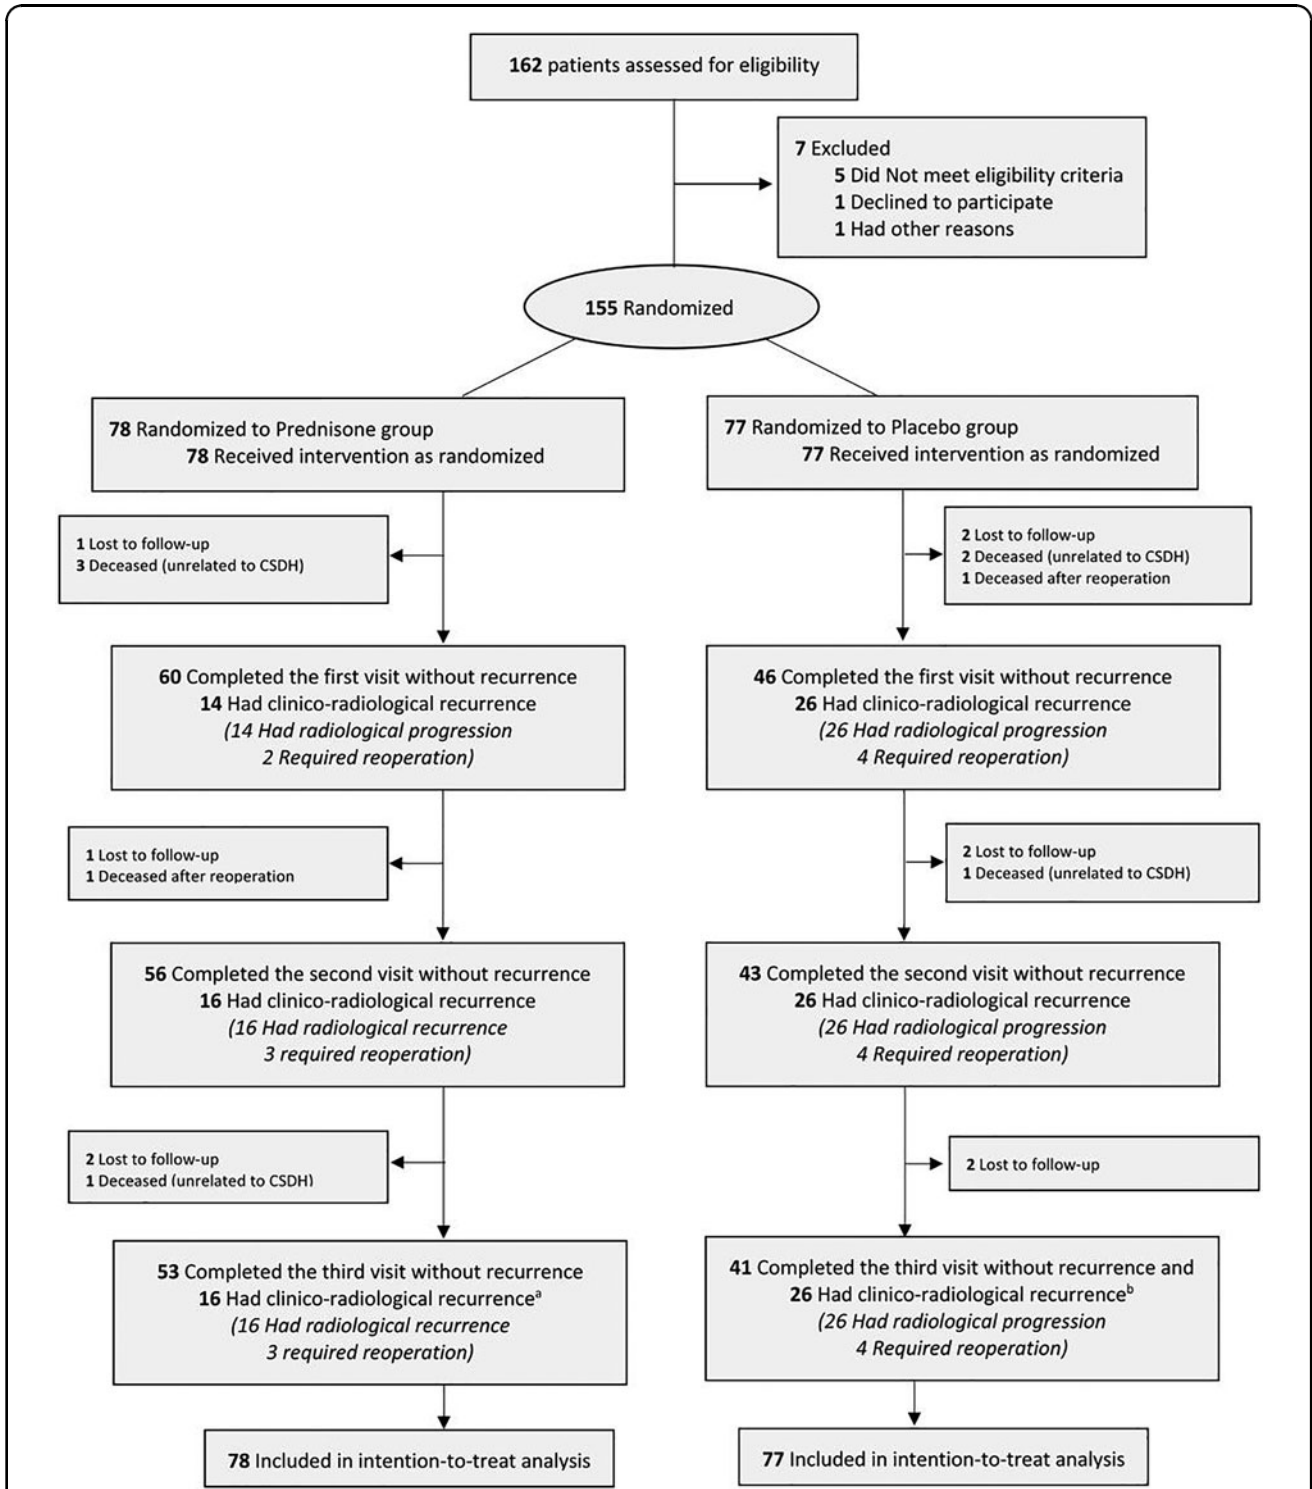 162 patients assessed for eligibility
7 Excluded
5 Did Not meet eligibility criteria
1 Declined to participate
1 Had other reasons
155 Randomized
78 Randomized to Prednisone group
78 Received intervention as randomized
77 Randomized to Placebo group
77 Received intervention as randomized
1 Lost to follow-up
3 Deceased (unrelated to CSDH)
2 Lost to follow-up
2 Deceased (unrelated to CSDH)
1 Deceased after reoperation
60 Completed the first visit without recurrence
14 Had clinico-radiological recurrence
(14 Had radiological progression
2 Required reoperation)
46 Completed the first visit without recurrence
26 Had clinico-radiological recurrence
(26 Had radiological progression
4 Required reoperation)
1 Lost to follow-up
1 Deceased after reoperation
2 Lost to follow-up
1 Deceased (unrelated to CSDH)
56 Completed the second visit without recurrence
16 Had clinico-radiological recurrence
(16 Had radiological recurrence
3 required reoperation)
43 Completed the second visit without recurrence
26 Had clinico-radiological recurrence
(26 Had radiological progression
4 Required reoperation)
2 Lost to follow-up
1 Deceased (unrelated to CSDH)
2 Lost to follow-up
53 Completed the third visit without recurrence
16 Had clinico-radiological recurrenceᵃ
(16 Had radiological recurrence
3 required reoperation)
41 Completed the third visit without recurrence and
26 Had clinico-radiological recurrenceᵇ
(26 Had radiological progression
4 Required reoperation)
78 Included in intention-to-treat analysis
77 Included in intention-to-treat analysis